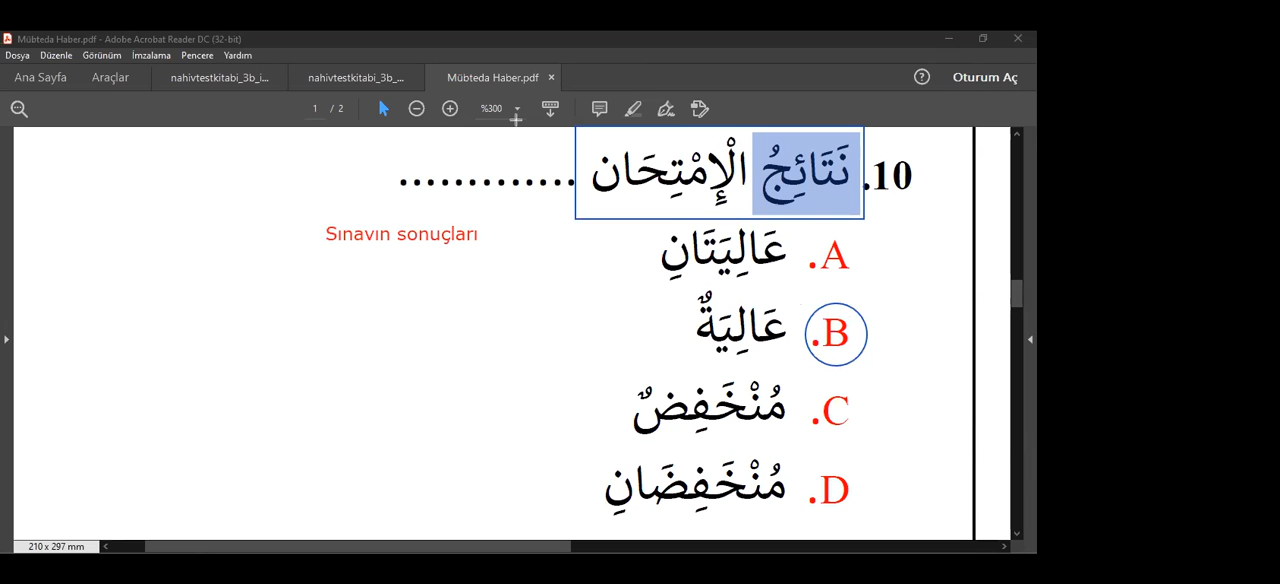 Mübteda Haber.pdf - Adobe Acrobat Reader DC (32-bit)
Dosya Düzenle Görünüm İmzalama Pencere Yardım
Ana Sayfa Araçlar nahivtestkitabi_3b_i... nahivtestkitabi_3b_... Mübteda Haber.pdf × ? Oturum Aç
1 / 2 %300
10. نَتَائِجُ الْإِمْتِحَان .............
Sınavın sonuçları
A. عَالِيَتَانِ
B. عَالِيَةٌ
C. مُنْخَفِضٌ
D. مُنْخَفِضَانِ
210 x 297 mm